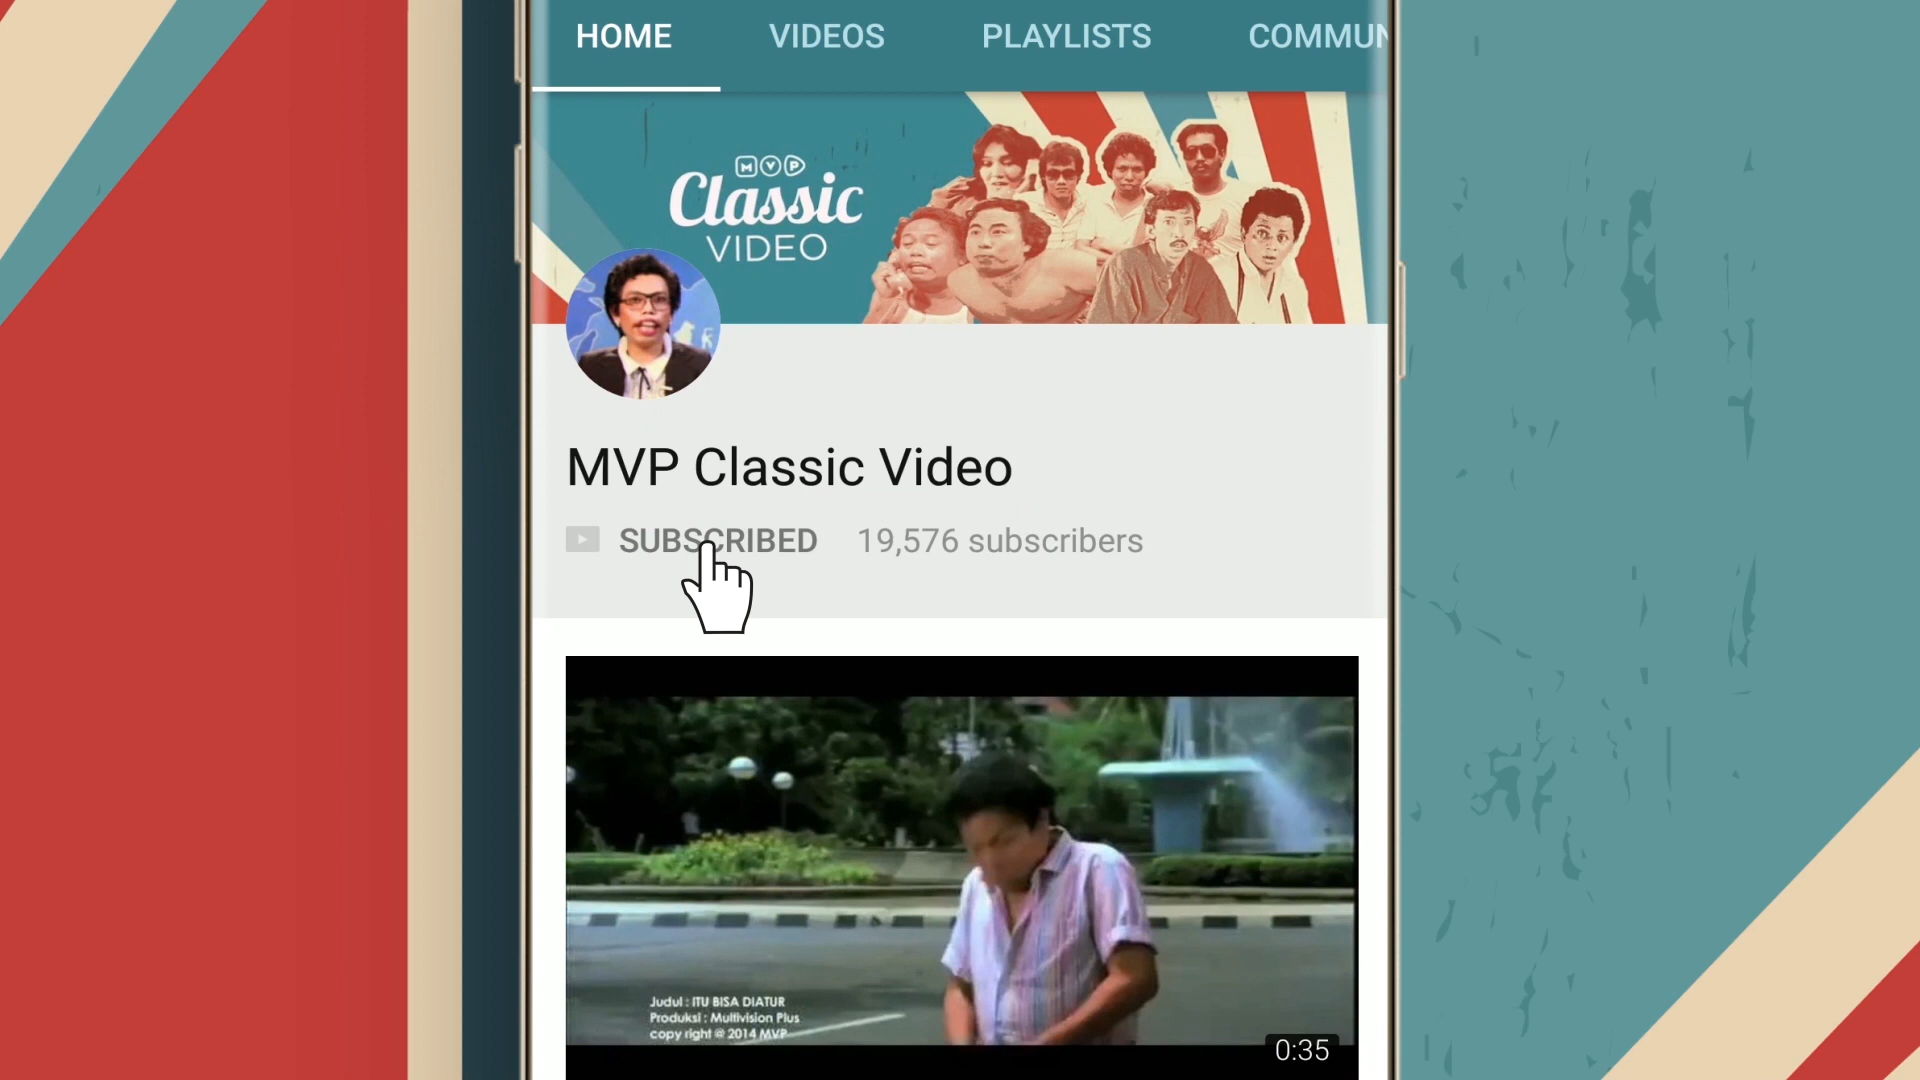 HOME VIDEOS PLAYLISTS COMMUN
MVP
Classic
VIDEO
MVP Classic Video
SUBSCRIBED 19,576 subscribers
Judul : ITU BISA DIATUR
Produksi : Multivision Plus
copy right @ 2014 MVP
0:35